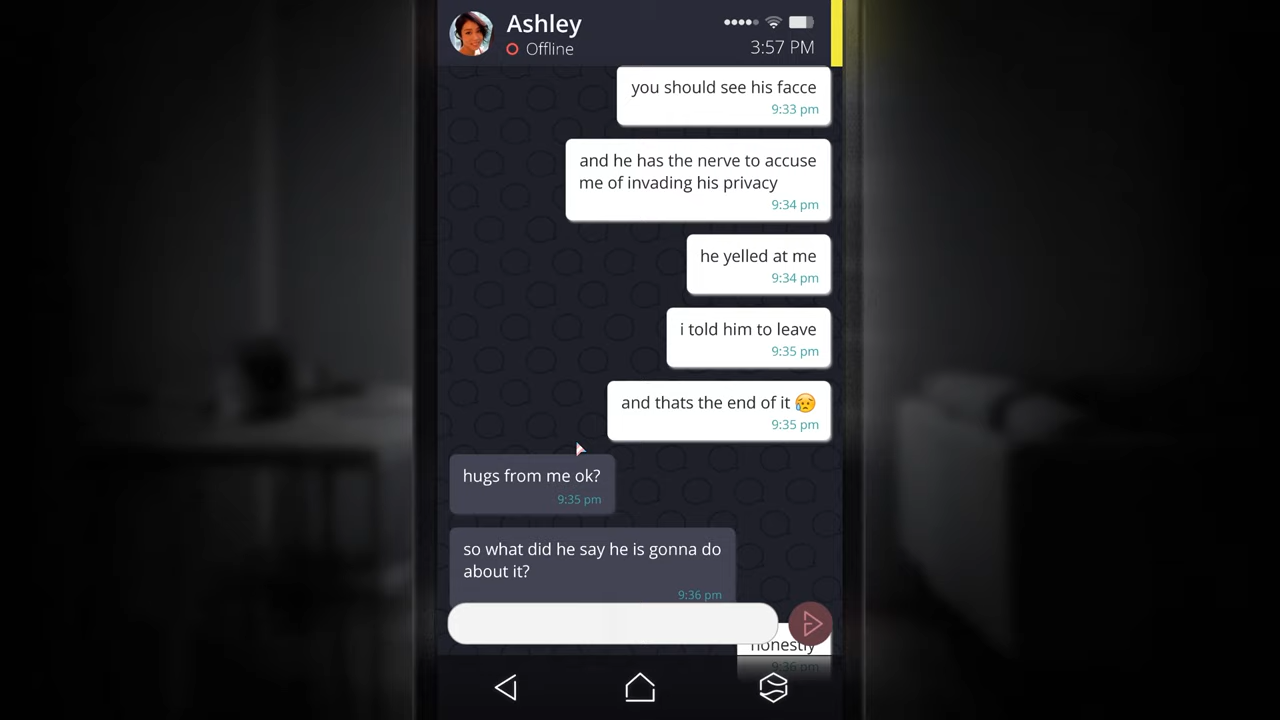 Ashley
Offline
3:57 PM
you should see his facce
9:33 pm
and he has the nerve to accuse
me of invading his privacy
9:34 pm
he yelled at me
9:34 pm
i told him to leave
9:35 pm
and thats the end of it 😥
9:35 pm
hugs from me ok?
9:35 pm
so what did he say he is gonna do
about it?
9:36 pm
honestly
9:36 pm